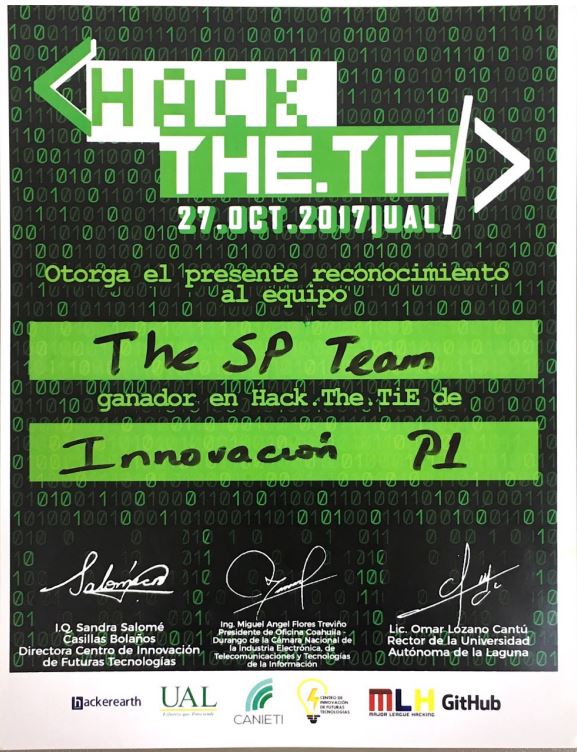 <HACK
THE.TIE/>
27.OCT.2017|UAL
Otorga el presente reconocimiento
al equipo
The SP Team
ganador en Hack.The.TiE de
Innovación P1
Salomé
I.Q. Sandra Salomé
Casillas Bolaños
Directora Centro de Innovación
de Futuras Tecnologías
Ing. Miguel Angel Flores Treviño
Presidente de Oficina Coahuila -
Durango de la Cámara Nacional de
la Industria Electrónica, de
Telecomunicaciones y Tecnologías
de la Información
Lic. Omar Lozano Cantú
Rector de la Universidad
Autónoma de la Laguna
hackerearth
UAL
CANIETI
CENTRO DE
INNOVACIÓN
DE FUTURAS
TECNOLOGÍAS
MLH
MAJOR LEAGUE HACKING
GitHub